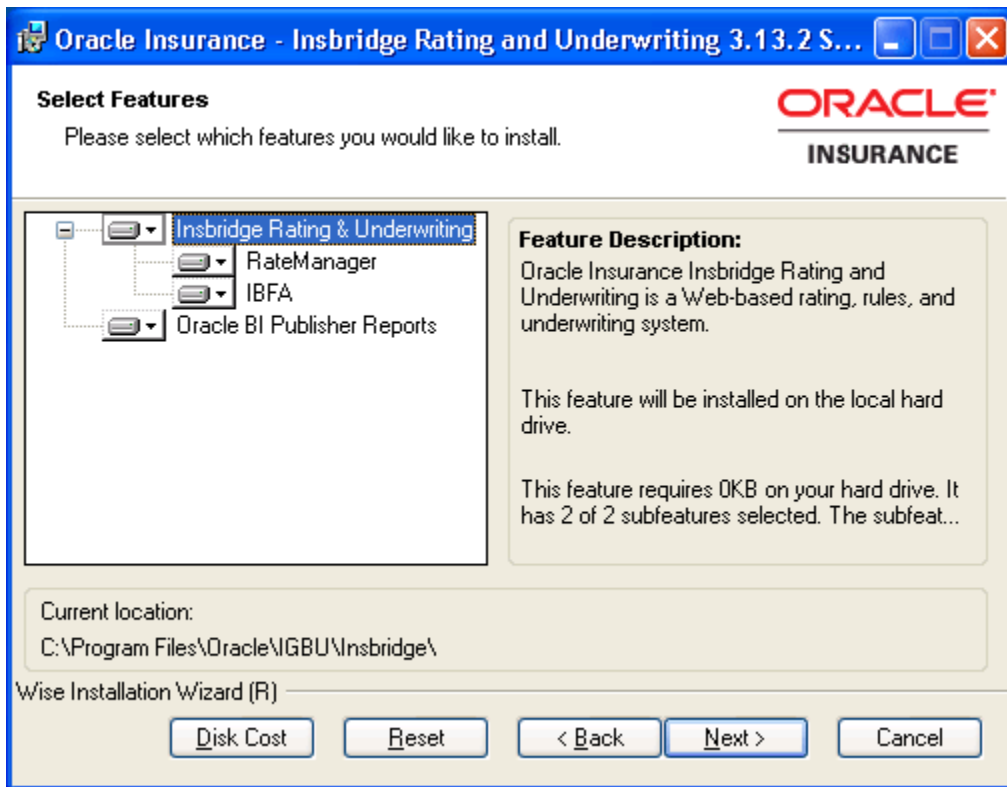 Oracle Insurance - Insbridge Rating and Underwriting 3.13.2 S...
Select Features
Please select which features you would like to install.
ORACLE
INSURANCE
Insbridge Rating & Underwriting
RateManager
IBFA
Oracle BI Publisher Reports
Feature Description:
Oracle Insurance Insbridge Rating and
Underwriting is a Web-based rating, rules, and
underwriting system.
This feature will be installed on the local hard
drive.
This feature requires 0KB on your hard drive. It
has 2 of 2 subfeatures selected. The subfeat...
Current location:
C:\Program Files\Oracle\IGBU\Insbridge\
Wise Installation Wizard (R)
Disk Cost
Reset
< Back
Next >
Cancel